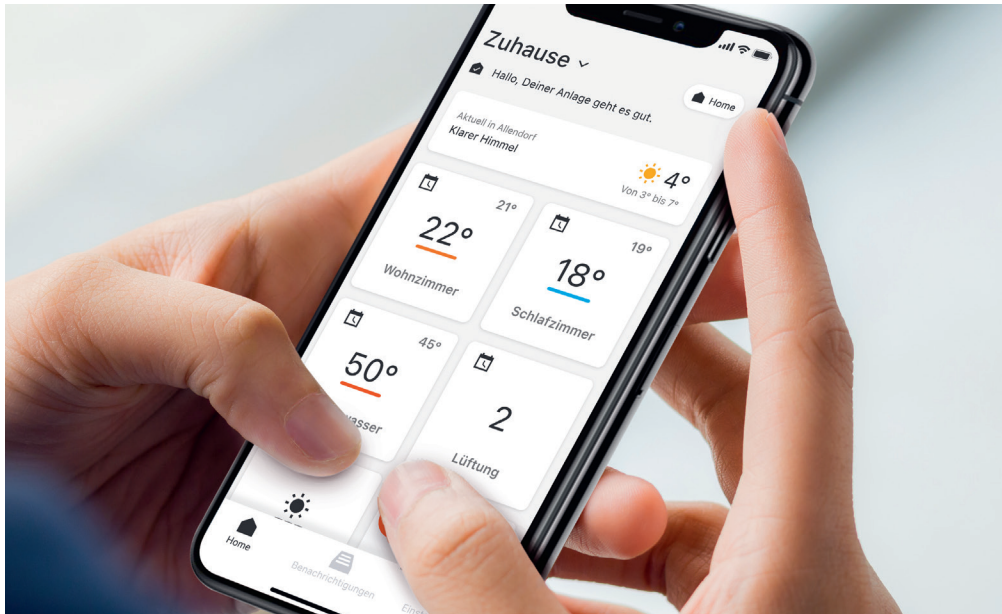 Zuhause
Hallo, Deiner Anlage geht es gut.
Home
Aktuell in Allendorf
Klarer Himmel
4°
Von 3° bis 7°
21°
22°
Wohnzimmer
19°
18°
Schlafzimmer
45°
50°
2
Lüftung
Home
Benachrichtigungen